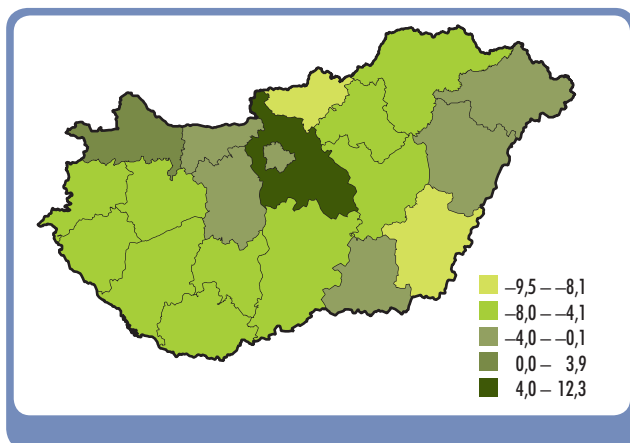 –9,5 – –8,1
–8,0 – –4,1
–4,0 – –0,1
0,0 – 3,9
4,0 – 12,3